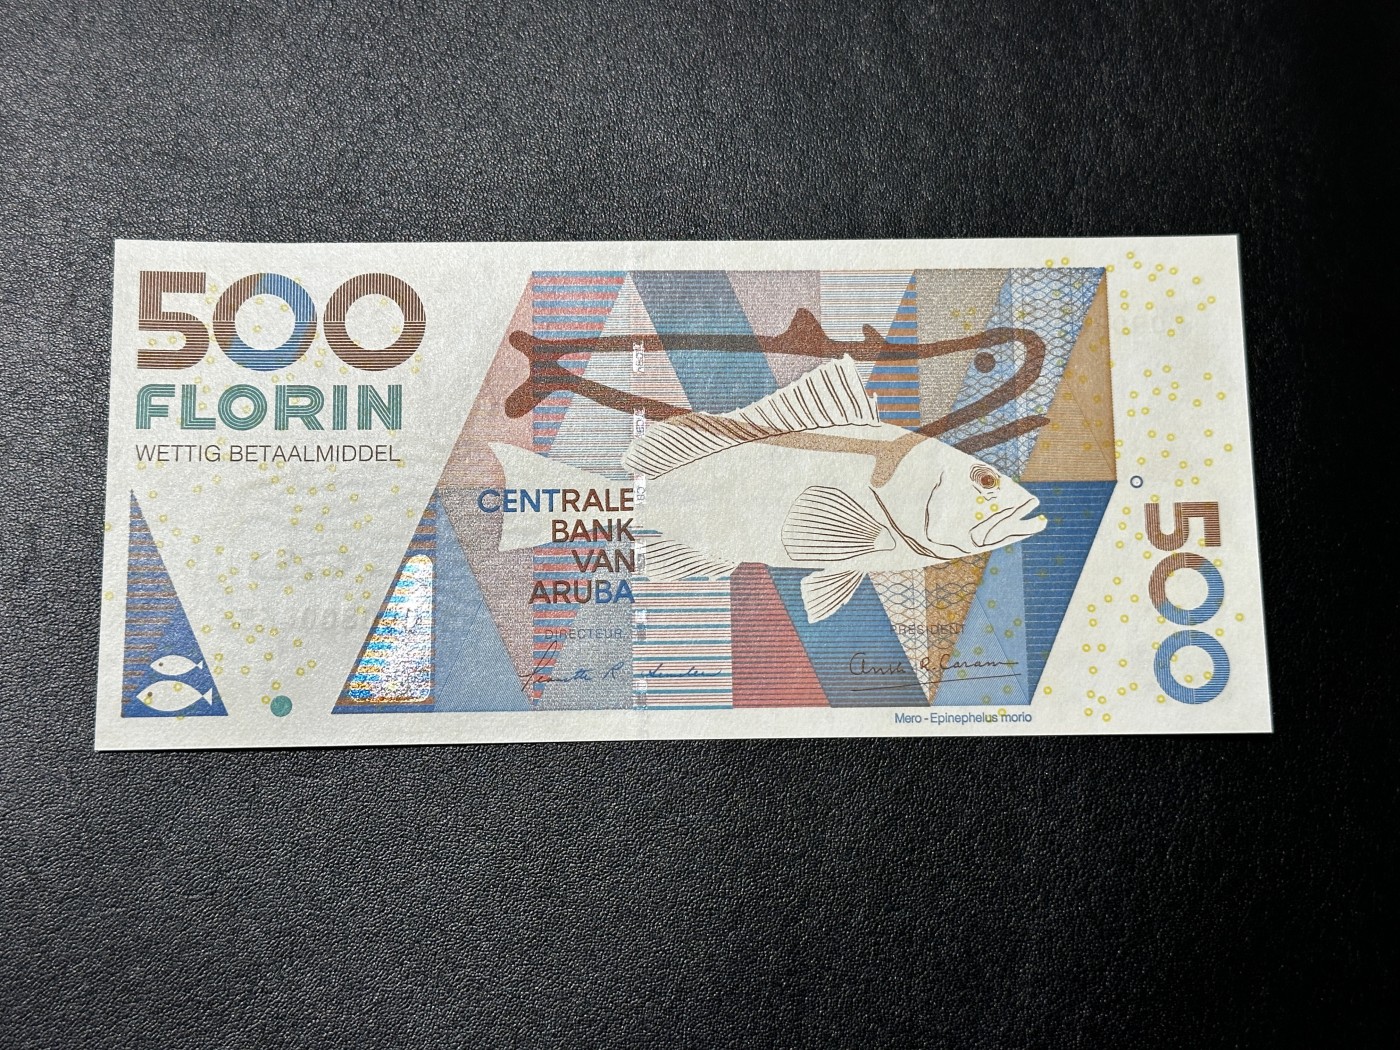 500
FLORIN
WETTIG BETAALMIDDEL
CENTRALE
BANK
VAN
ARUBA
DIRECTEUR
PRESIDENT
Mero - Epinephelus morio
500